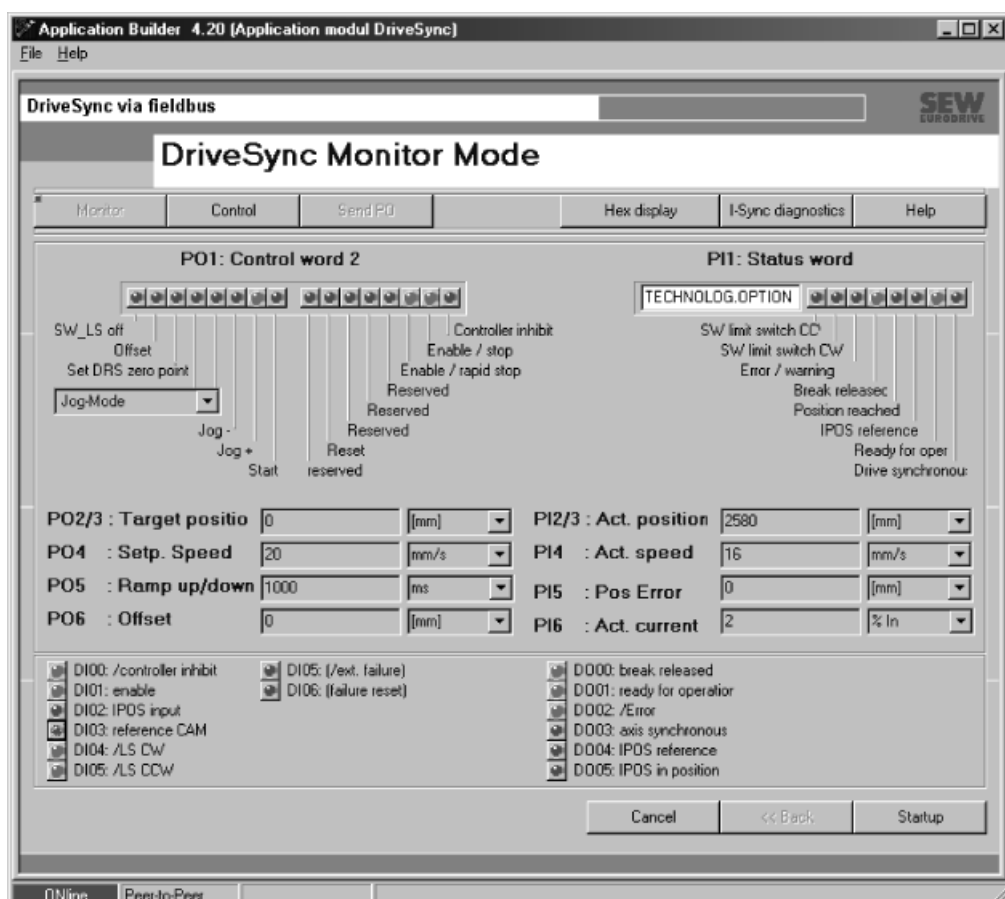 Application Builder 4.20 (Application modul DriveSync)
File Help
DriveSync via fieldbus
SEW
EURODRIVE
DriveSync Monitor Mode
Monitor Control Send PO Hex display I-Sync diagnostics Help
PO1: Control word 2
PI1: Status word
TECHNOLOG.OPTION
SW_LS off
Offset
Set DRS zero point
Jog-Mode
Jog -
Jog +
Start
Controller inhibit
Enable / stop
Enable / rapid stop
Reserved
Reserved
Reserved
Reset
reserved
SW limit switch CC
SW limit switch CW
Error / warning
Break released
Position reached
IPOS reference
Ready for oper
Drive synchronous
PO2/3 : Target positio 0 [mm]
PO4 : Setp. Speed 20 mm/s
PO5 : Ramp up/down 1000 ms
PO6 : Offset 0 [mm]
PI2/3 : Act. position 2580 [mm]
PI4 : Act. speed 16 mm/s
PI5 : Pos Error 0 [mm]
PI6 : Act. current 2 % In
DI00: /controller inhibit
DI01: enable
DI02: IPOS input
DI03: reference CAM
DI04: /LS CW
DI05: /LS CCW
DI05: (/ext. failure)
DI06: (failure reset)
DO00: break released
DO01: ready for operatior
DO02: /Error
DO03: axis synchronous
DO04: IPOS reference
DO05: IPOS in position
Cancel << Back Startup
ONline Peer-to-Peer